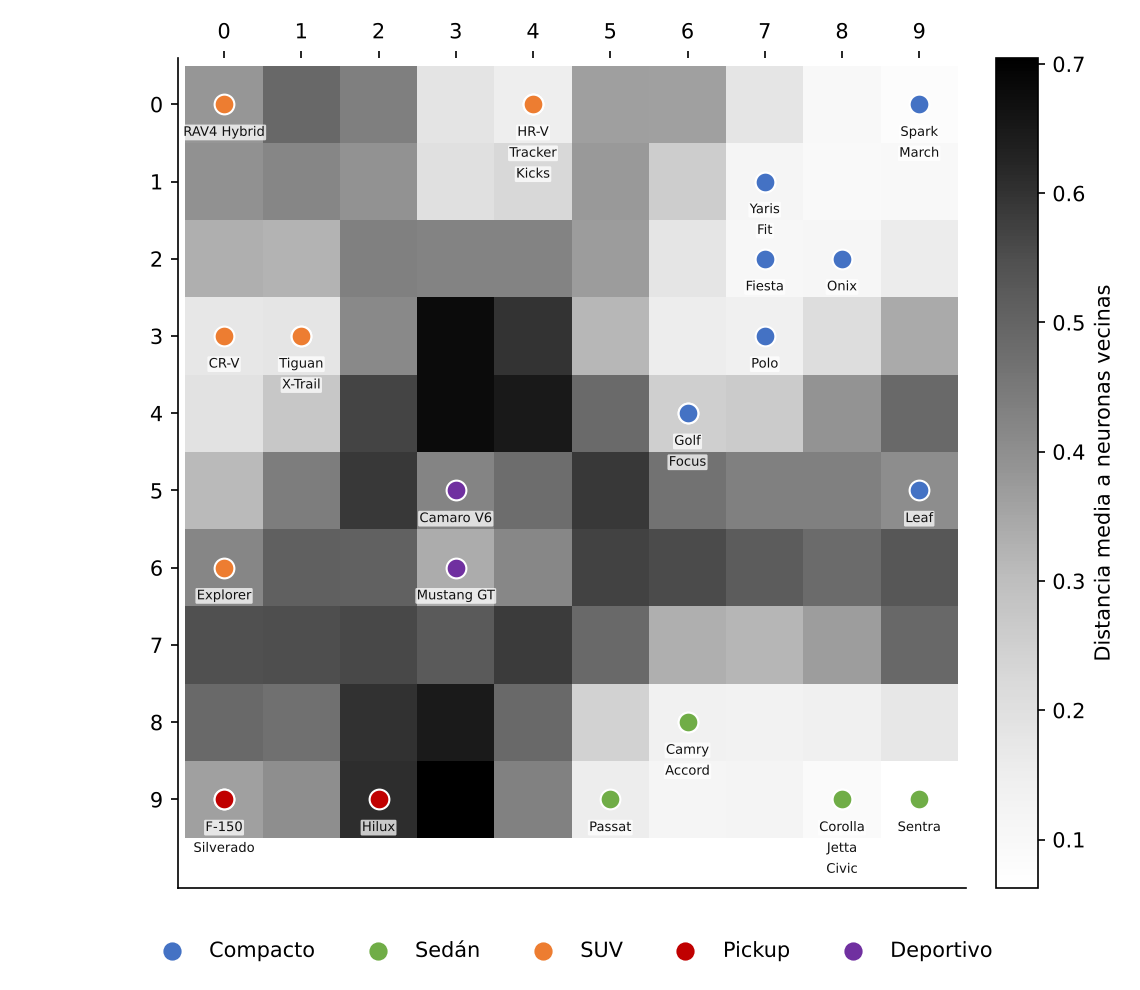 0 1 2 3 4 5 6 7 8 9
0
RAV4 Hybrid
HR-V
Tracker
Kicks
Spark
March
1
Yaris
Fit
2
Fiesta
Onix
3
CR-V
Tiguan
X-Trail
Polo
4
Golf
Focus
5
Camaro V6
Leaf
6
Explorer
Mustang GT
7
8
Camry
Accord
9
F-150
Silverado
Hilux
Passat
Corolla
Jetta
Civic
Sentra
0.7
0.6
0.5
0.4
0.3
0.2
0.1
Distancia media a neuronas vecinas
Compacto Sedán SUV Pickup Deportivo